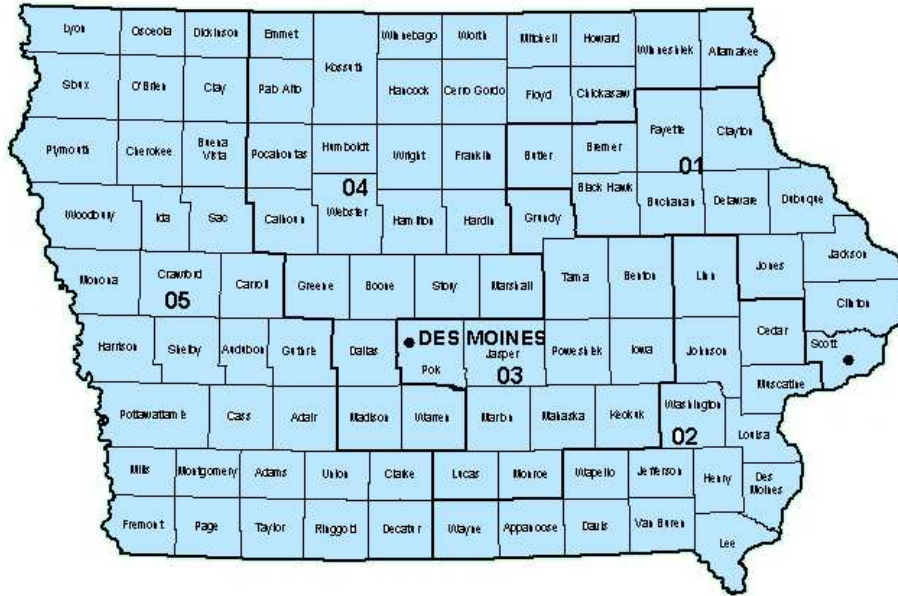 Lyon Osceola Dickinson Emmet Winnebago Worth Mitchell Howard Winneshiek Allamakee
Kossuth
Sioux O'Brien Clay Palo Alto Hancock Cerro Gordo Floyd Chickasaw
Fayette Clayton
Plymouth Cherokee Buena Vista Pocahontas Humboldt Wright Franklin Butler Bremer
01
04
Black Hawk
Woodbury Ida Sac Calhoun Webster Hamilton Hardin Grundy Buchanan Delaware Dubuque
Monona Crawford Carroll Greene Boone Story Marshall Tama Benton Linn Jones Jackson
05
Clinton
Cedar
DES MOINES
Harrison Shelby Audubon Guthrie Dallas Polk Jasper Poweshiek Iowa Johnson Scott
03
Muscatine
Pottawattamie Cass Adair Madison Warren Marion Mahaska Keokuk Washington
02
Louisa
Mills Montgomery Adams Union Clarke Lucas Monroe Wapello Jefferson Henry Des Moines
Fremont Page Taylor Ringgold Decatur Wayne Appanoose Davis Van Buren
Lee